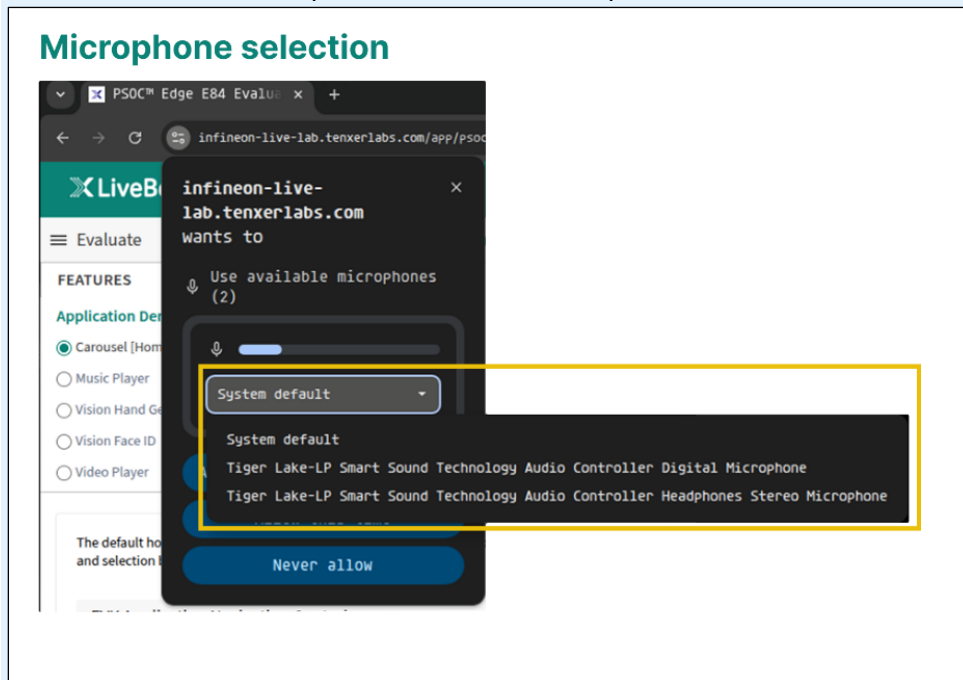 Microphone selection
PSOC™ Edge E84 Evalua
infineon-live-lab.tenxerlabs.com/app/psoc
LiveB
infineon-live-
lab.tenxerlabs.com
wants to
Evaluate
Use available microphones
(2)
FEATURES
Application Der
Carousel [Hom
Music Player
Vision Hand Ge
Vision Face ID
Video Player
System default
System default
Tiger Lake-LP Smart Sound Technology Audio Controller Digital Microphone
Tiger Lake-LP Smart Sound Technology Audio Controller Headphones Stereo Microphone
Never allow
The default ho
and selection